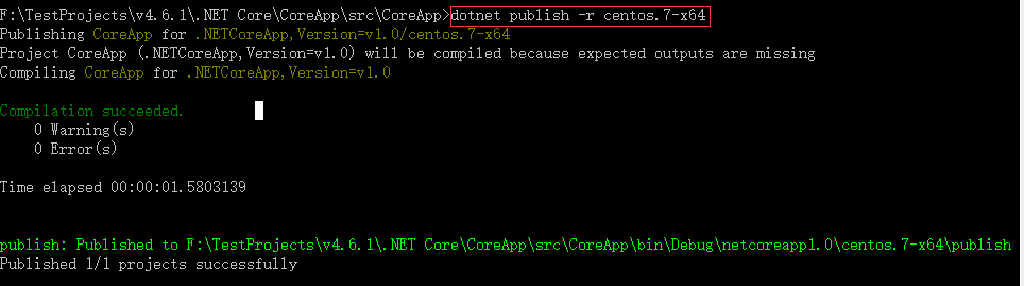 F:\TestProjects\v4.6.1\.NET Core\CoreApp\src\CoreApp>dotnet publish -r centos.7-x64
Publishing CoreApp for .NETCoreApp,Version=v1.0/centos.7-x64
Project CoreApp (.NETCoreApp,Version=v1.0) will be compiled because expected outputs are missing
Compiling CoreApp for .NETCoreApp,Version=v1.0
Compilation succeeded.
0 Warning(s)
0 Error(s)
Time elapsed 00:00:01.5803139
publish: Published to F:\TestProjects\v4.6.1\.NET Core\CoreApp\src\CoreApp\bin\Debug\netcoreapp1.0\centos.7-x64\publish
Published 1/1 projects successfully